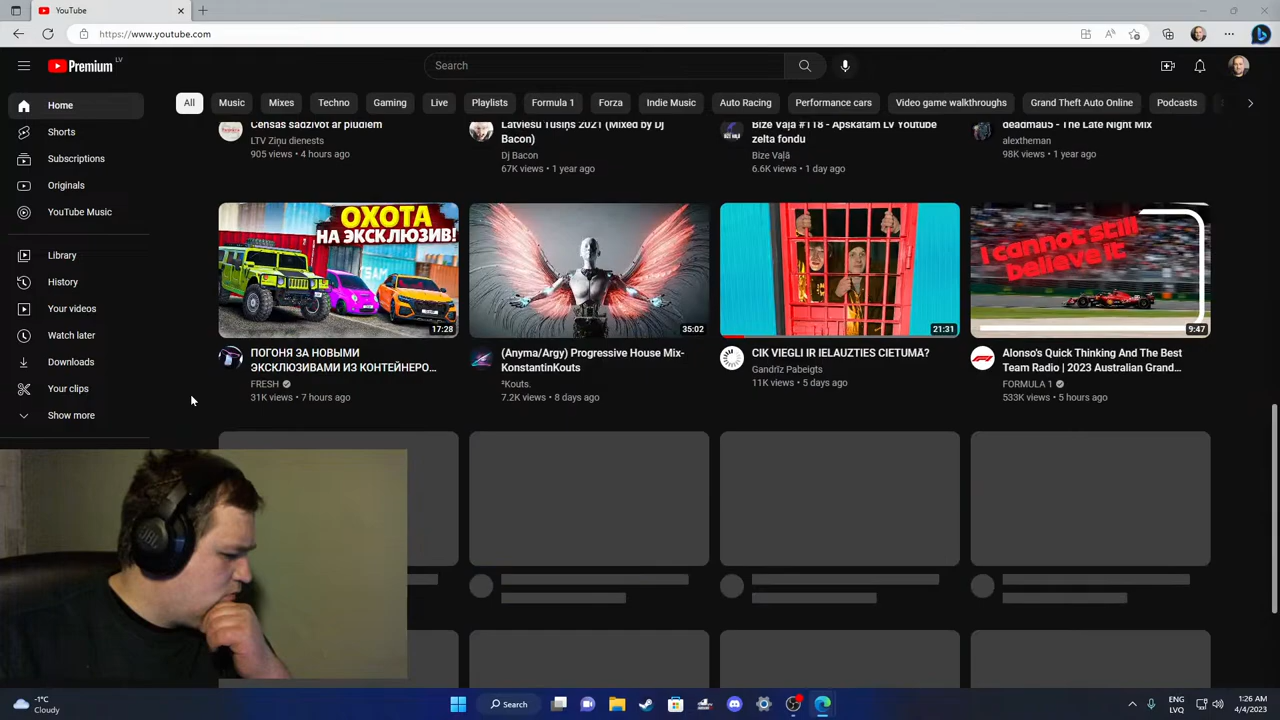 YouTube
https://www.youtube.com
Premium LV
Search
All
Music
Mixes
Techno
Gaming
Live
Playlists
Formula 1
Forza
Indie Music
Auto Racing
Performance cars
Video game walkthroughs
Grand Theft Auto Online
Podcasts
Home
Shorts
Subscriptions
Originals
YouTube Music
Library
History
Your videos
Watch later
Downloads
Your clips
Show more
Censas sadzīvot ar plūdiem
LTV Ziņu dienests
905 views • 4 hours ago
Latviešu Tusiņš 2021 (Mixed by Dj
Bacon)
Dj Bacon
67K views • 1 year ago
Bize Vaļā #118 - Apskatam LV Youtube
zelta fondu
Bize Vaļā
6.6K views • 1 day ago
deadmau5 - The Late Night Mix
alextheman
98K views • 1 year ago
ОХОТА
НА ЭКСКЛЮЗИВ!
17:28
ПОГОНЯ ЗА НОВЫМИ
ЭКСКЛЮЗИВАМИ ИЗ КОНТЕЙНЕРО...
FRESH
31K views • 7 hours ago
35:02
(Anyma/Argy) Progressive House Mix-
KonstantinKouts
²Kouts.
7.2K views • 8 days ago
21:31
CIK VIEGLI IR IELAUZTIES CIETUMĀ?
Gandrīz Pabeigts
11K views • 5 days ago
I cannot still
believe it
9:47
Alonso's Quick Thinking And The Best
Team Radio | 2023 Australian Grand...
FORMULA 1
533K views • 5 hours ago
JBL
-1°C
Cloudy
Search
ENG
LVQ
1:26 AM
4/4/2023